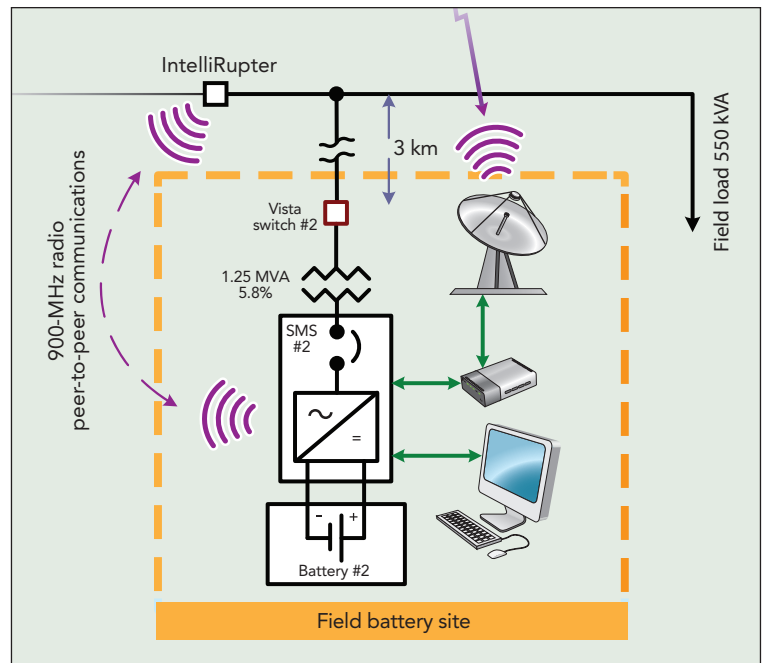 IntelliRupter
3 km
Field load 550 kVA
Vista
switch #2
900-MHz radio
peer-to-peer communications
1.25 MVA
5.8%
SMS
#2
~
=
- +
Battery #2
Field battery site